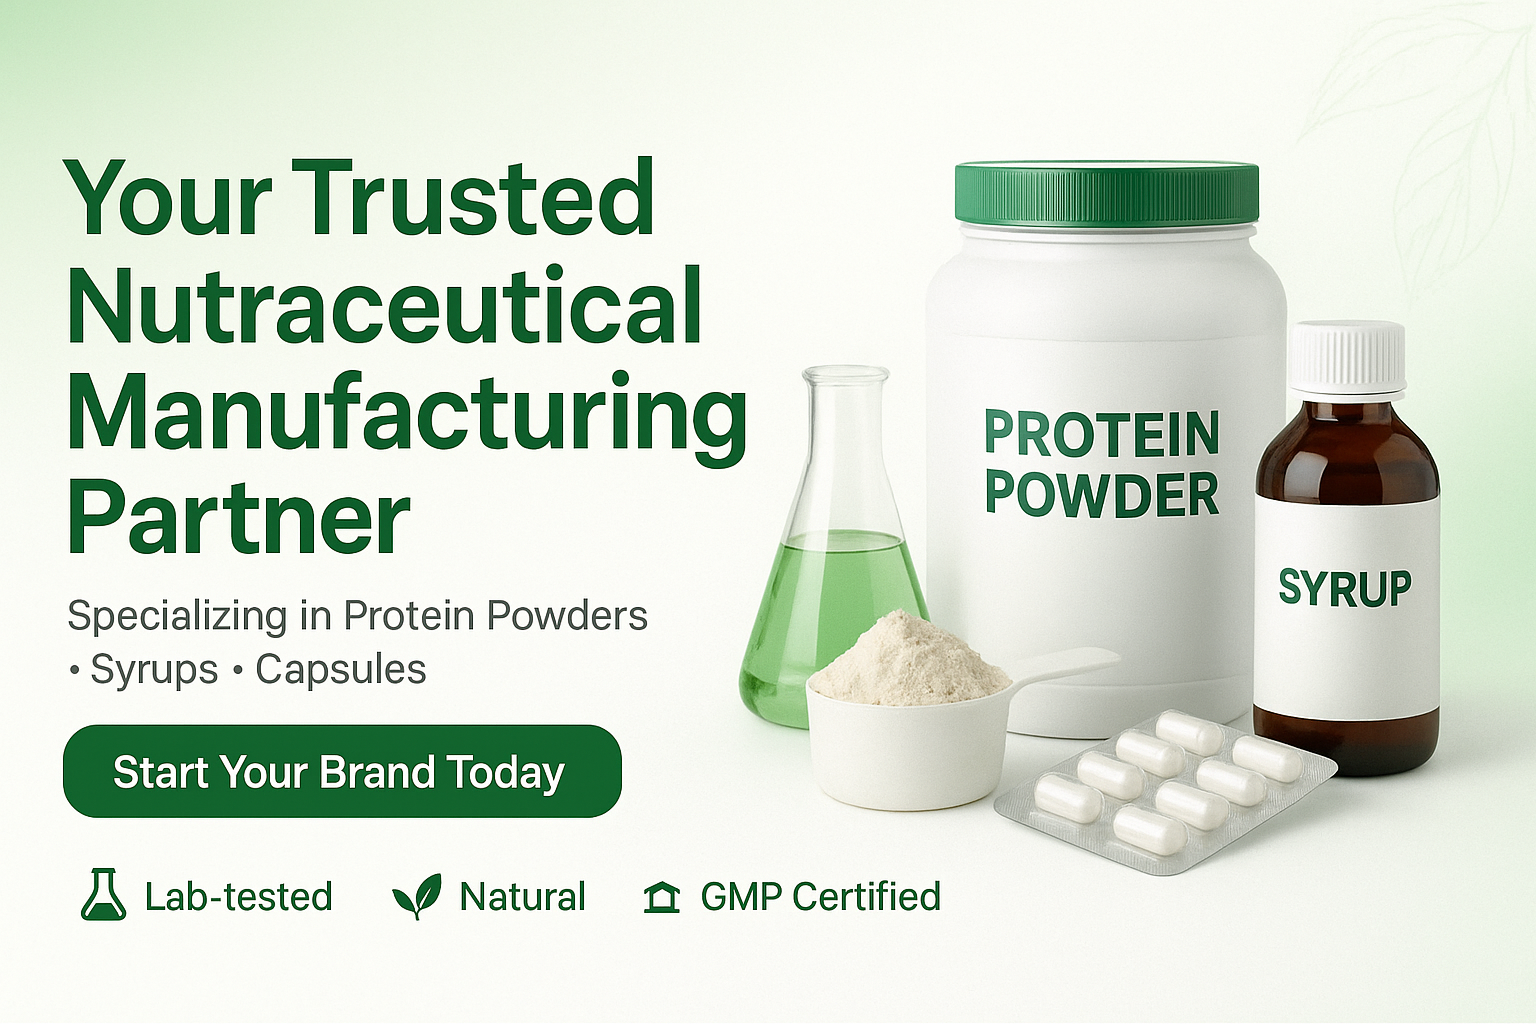 Your Trusted
Nutraceutical
Manufacturing
Partner
Specializing in Protein Powders
• Syrups • Capsules
Start Your Brand Today
Lab-tested
Natural
GMP Certified
PROTEIN
POWDER
SYRUP